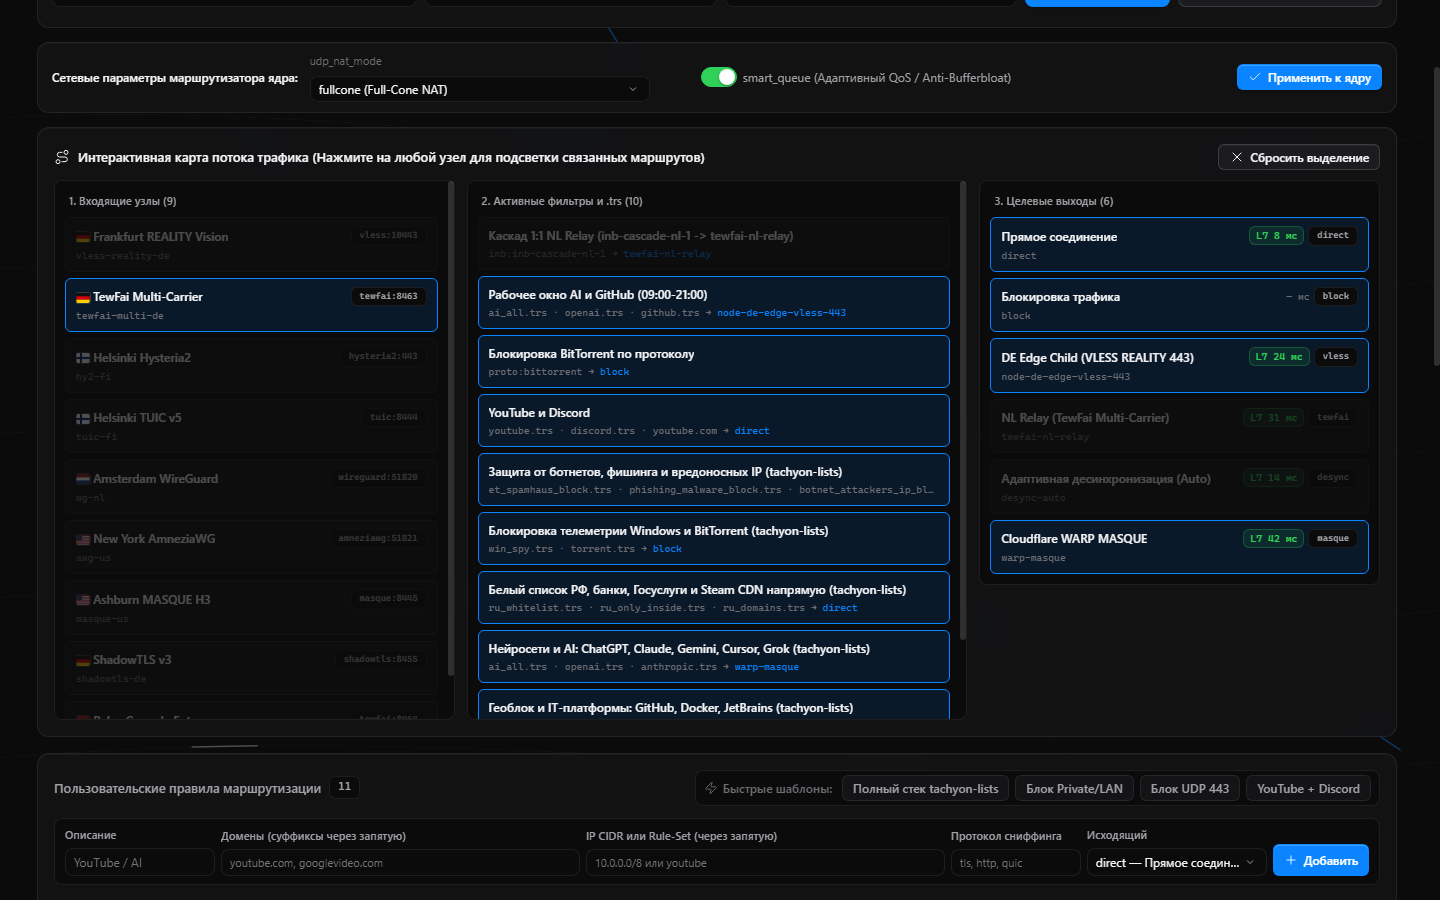 udp_nat_mode
Сетевые параметры маршрутизатора ядра:
fullcone (Full-Cone NAT)
smart_queue (Адаптивный QoS / Anti-Bufferbloat)
Применить к ядру
Интерактивная карта потока трафика (Нажмите на любой узел для подсветки связанных маршрутов)
Сбросить выделение
1. Входящие узлы (9)
Frankfurt REALITY Vision
vless:10443
vless-reality-de
TewFai Multi-Carrier
tewfai:8463
tewfai-multi-de
Helsinki Hysteria2
hysteria2:443
hy2-fi
Helsinki TUIC v5
tuic:8444
tuic-fi
Amsterdam WireGuard
wireguard:51820
wg-nl
New York AmneziaWG
amneziawg:51821
awg-us
Ashburn MASQUE H3
masque:8445
masque-us
ShadowTLS v3
shadowtls:8455
shadowtls-de
2. Активные фильтры и .trs (10)
Каскад 1:1 NL Relay (inb-cascade-nl-1 -> tewfai-nl-relay)
inb:inb-cascade-nl-1 → tewfai-nl-relay
Рабочее окно AI и GitHub (09:00-21:00)
ai_all.trs · openai.trs · github.trs → node-de-edge-vless-443
Блокировка BitTorrent по протоколу
proto:bittorrent → block
YouTube и Discord
youtube.trs · discord.trs · youtube.com → direct
Защита от ботнетов, фишинга и вредоносных IP (tachyon-lists)
et_spamhaus_block.trs · phishing_malware_block.trs · botnet_attackers_ip_bl…
Блокировка телеметрии Windows и BitTorrent (tachyon-lists)
win_spy.trs · torrent.trs → block
Белый список РФ, банки, Госуслуги и Steam CDN напрямую (tachyon-lists)
ru_whitelist.trs · ru_only_inside.trs · ru_domains.trs → direct
Нейросети и AI: ChatGPT, Claude, Gemini, Cursor, Grok (tachyon-lists)
ai_all.trs · openai.trs · anthropic.trs → warp-masque
Геоблок и IT-платформы: GitHub, Docker, JetBrains (tachyon-lists)
3. Целевые выходы (6)
Прямое соединение
L7 8 мс
direct
direct
Блокировка трафика
— мс
block
block
DE Edge Child (VLESS REALITY 443)
L7 24 мс
vless
node-de-edge-vless-443
NL Relay (TewFai Multi-Carrier)
L7 31 мс
tewfai
tewfai-nl-relay
Адаптивная десинхронизация (Auto)
L7 14 мс
desync
desync-auto
Cloudflare WARP MASQUE
L7 42 мс
masque
warp-masque
Пользовательские правила маршрутизации
11
Быстрые шаблоны:
Полный стек tachyon-lists
Блок Private/LAN
Блок UDP 443
YouTube + Discord
Описание
Домены (суффиксы через запятую)
IP CIDR или Rule-Set (через запятую)
Протокол сниффинга
Исходящий
YouTube / AI
youtube.com, googlevideo.com
10.0.0.0/8 или youtube
tls, http, quic
direct — Прямое соедин...
Добавить